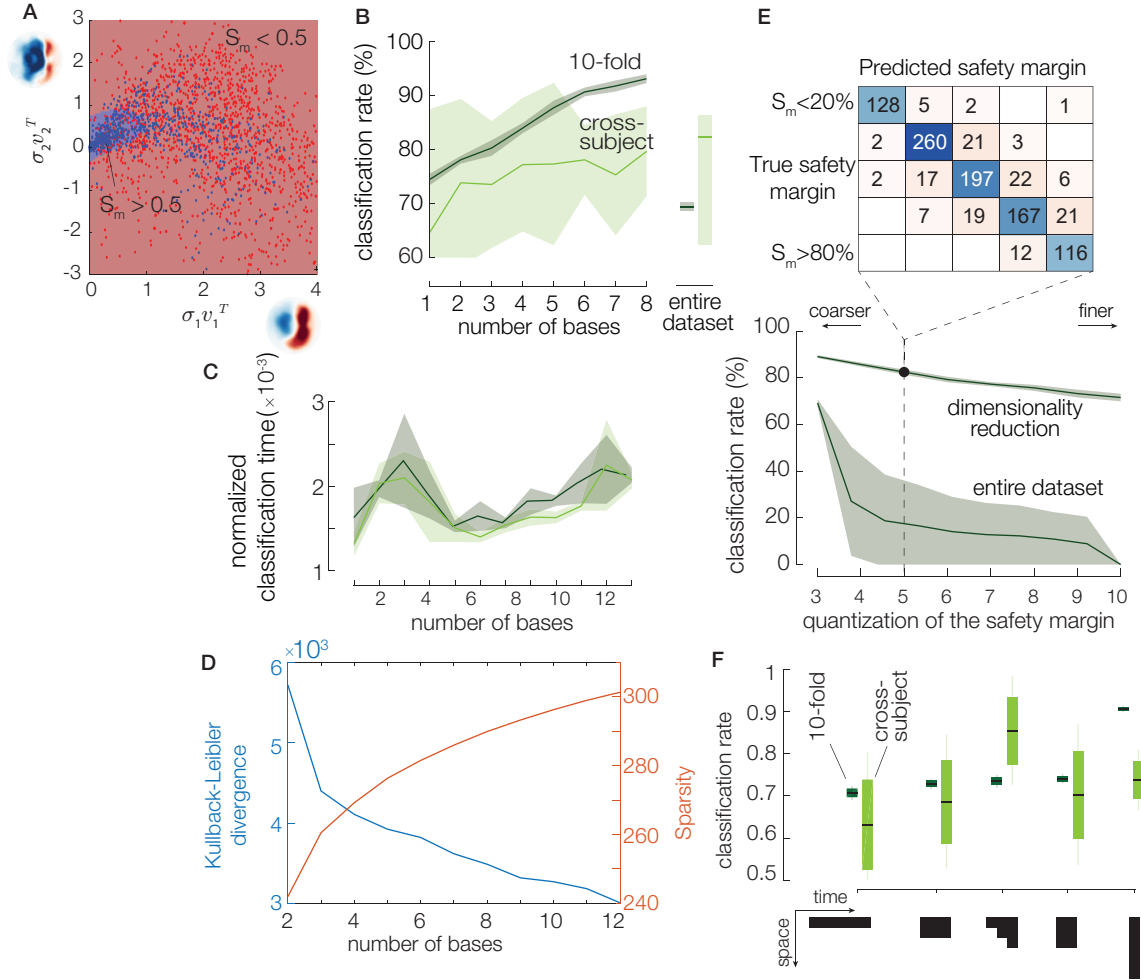 A
3
2
1
0
-1
-2
-3
S_m < 0.5
S_m > 0.5
σ₂v₂ᵀ
0 1 2 3 4
σ₁v₁ᵀ
B
classification rate (%)
100
90
80
70
60
10-fold
cross-
subject
1 2 3 4 5 6 7 8
number of bases
entire
dataset
C
normalized
classification time (×10⁻³)
3
2
1
2 4 6 8 10 12
number of bases
D
×10³
6
5
4
3
Kullback-Leibler
divergence
300
280
260
240
Sparsity
2 4 6 8 10 12
number of bases
E
Predicted safety margin
S_m<20%
True safety
margin
S_m>80%
128 5 2 1
2 260 21 3
2 17 197 22 6
7 19 167 21
12 116
coarser
finer
classification rate (%)
100
80
60
40
20
0
dimensionality
reduction
entire dataset
3 4 5 6 7 8 9 10
quantization of the safety margin
F
classification rate
1
0.9
0.8
0.7
0.6
0.5
10-fold
cross-
subject
time
space